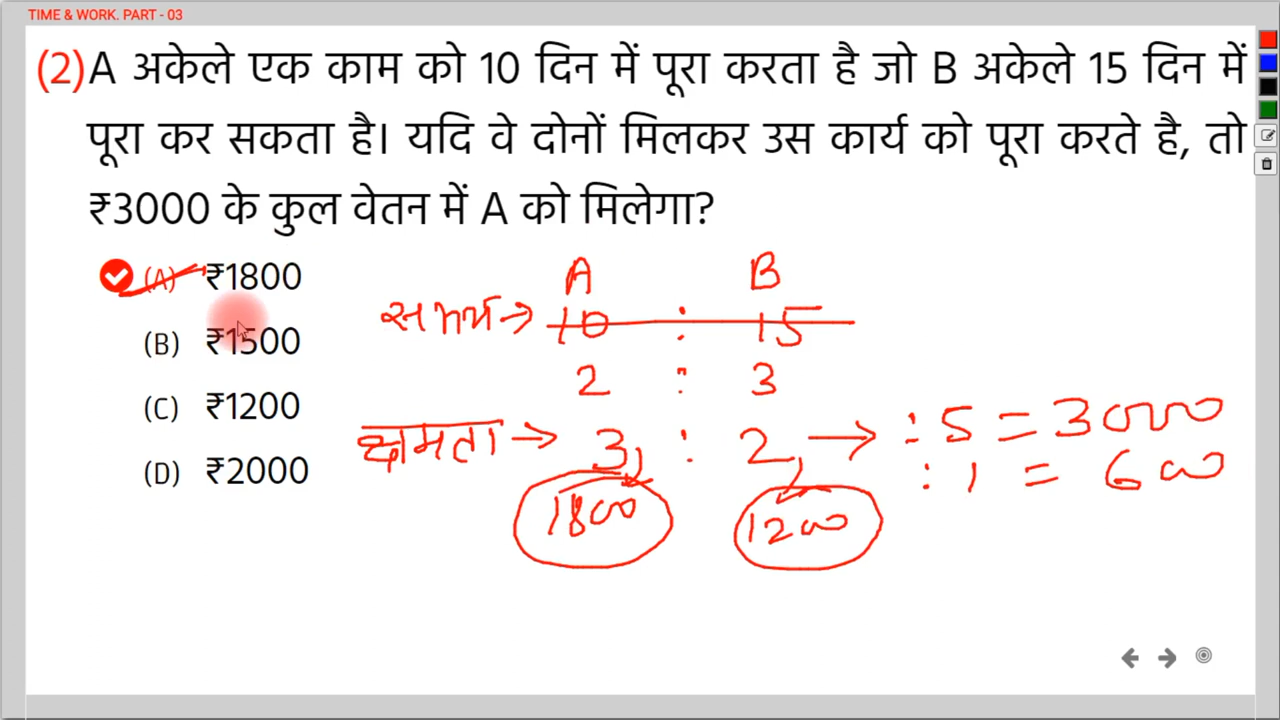 TIME & WORK. PART - 03
(2) A अकेले एक काम को 10 दिन में पूरा करता है जो B अकेले 15 दिन में
पूरा कर सकता है। यदि वे दोनों मिलकर उस कार्य को पूरा करते है, तो
₹3000 के कुल वेतन में A को मिलेगा?
(A) ₹1800
(B) ₹1500
(C) ₹1200
(D) ₹2000
A B
समय → 10 : 15
2 : 3
क्षमता → 3 : 2 → : 5 = 3000
: 1 = 600
1800 1200